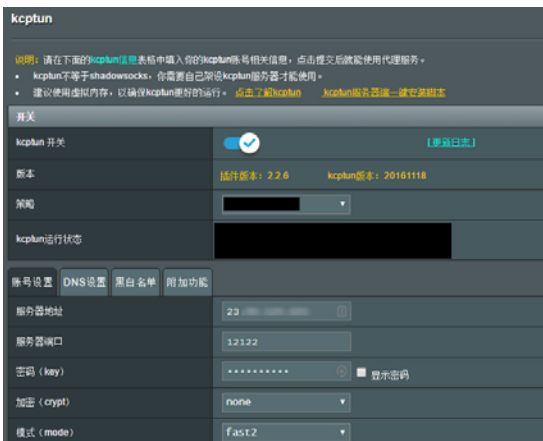 kcptun
说明：请在下面的kcptun信息表格中填入你的kcptun账号相关信息，点击提交后就能使用代理服务。
• kcptun不等于shadowsocks，你需要自己架设kcptun服务器才能使用。
• 建议使用虚拟内存，以确保kcptun更好的运行。 点击了解kcptun kcptun服务器端一键安装脚本
开关
kcptun 开关 [ 更新日志 ]
版本 插件版本：2.2.6 kcptun版本：20161118
策略
kcptun运行状态
账号设置 DNS设置 黑白名单 附加功能
服务器地址 23
服务器端口 12122
密码（key） •••••••••• 显示密码
加密（crypt） none
模式（mode） fast2